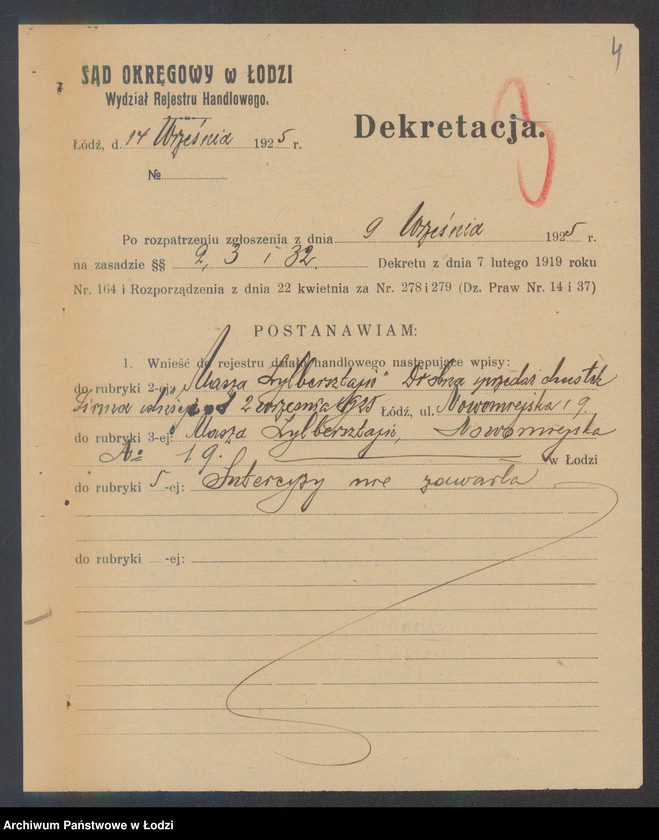 4
SĄD OKRĘGOWY w ŁODZI
Wydział Rejestru Handlowego.
Dekretacja.
3
Łódź, d. 14 Września 1925 r.
№
Po rozpatrzeniu zgłoszenia z dnia 9 Września 1925 r.
na zasadzie §§ 2, 3 i 32. Dekretu z dnia 7 lutego 1919 roku
Nr. 164 i Rozporządzenia z dnia 22 kwietnia za Nr. 278 i 279 (Dz. Praw Nr. 14 i 37)
POSTANAWIAM:
1. Wnieść do rejestru działu handlowego następujące wpisy:
do rubryki 2-ej: „Masza Zylbersztajn" Drobna sprzedaż chustek
Firma istnieje od 2 września 1925 Łódź, ul. Nowomiejska 19.
do rubryki 3-ej: Masza Zylbersztajn, Nowomiejska
№ 19. w Łodzi
do rubryki 5-ej: Intercyzy nie zawarła
do rubryki -ej:
Archiwum Państwowe w Łodzi